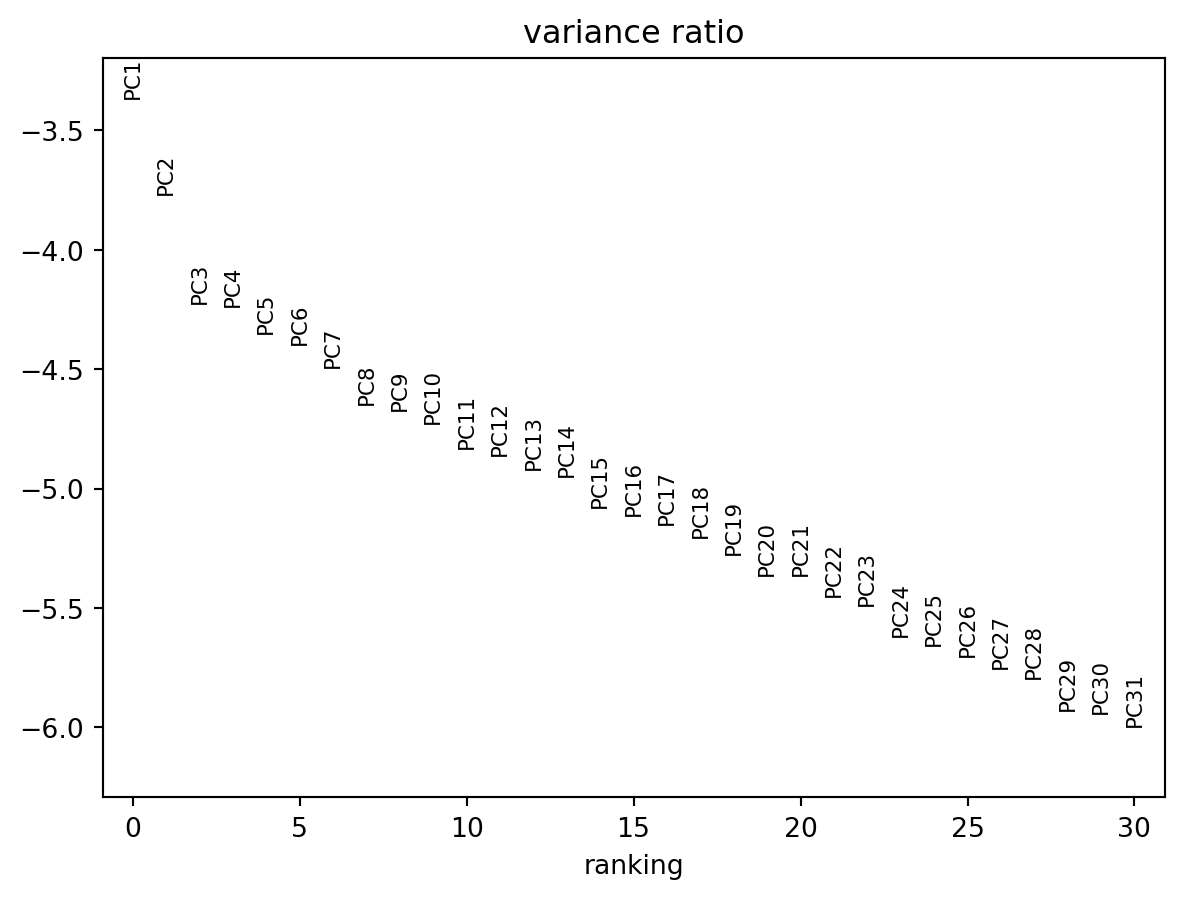 variance ratio
−3.5
−4.0
−4.5
−5.0
−5.5
−6.0
PC1
PC2
PC3
PC4
PC5
PC6
PC7
PC8
PC9
PC10
PC11
PC12
PC13
PC14
PC15
PC16
PC17
PC18
PC19
PC20
PC21
PC22
PC23
PC24
PC25
PC26
PC27
PC28
PC29
PC30
PC31
0 5 10 15 20 25 30
ranking